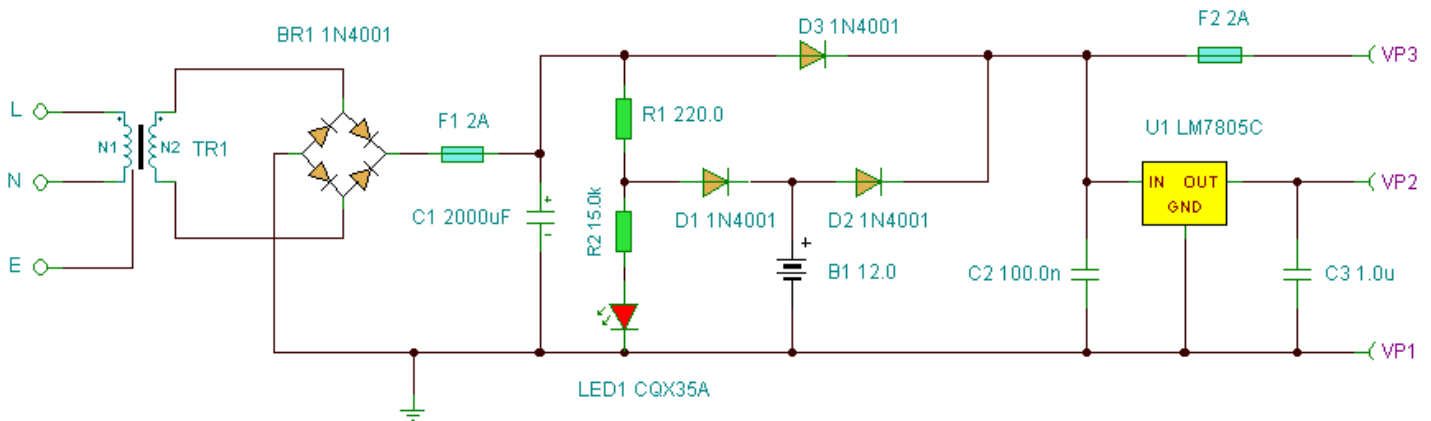 BR1 1N4001
D3 1N4001
F2 2A
VP3
L
N1
N2
TR1
F1 2A
R1 220.0
U1 LM7805C
N
IN OUT
GND
VP2
C1 2000uF
R2 15.0k
D1 1N4001
D2 1N4001
E
B1 12.0
C2 100.0n
C3 1.0u
VP1
LED1 CQX35A